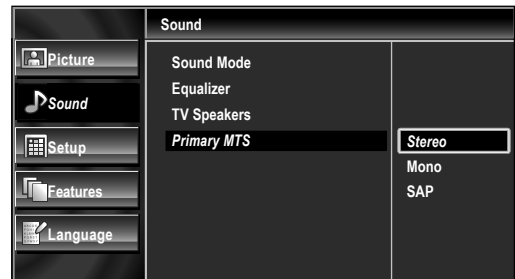 Sound
Picture
Sound
Setup
Features
Language
Sound Mode
Equalizer
TV Speakers
Primary MTS
Stereo
Mono
SAP